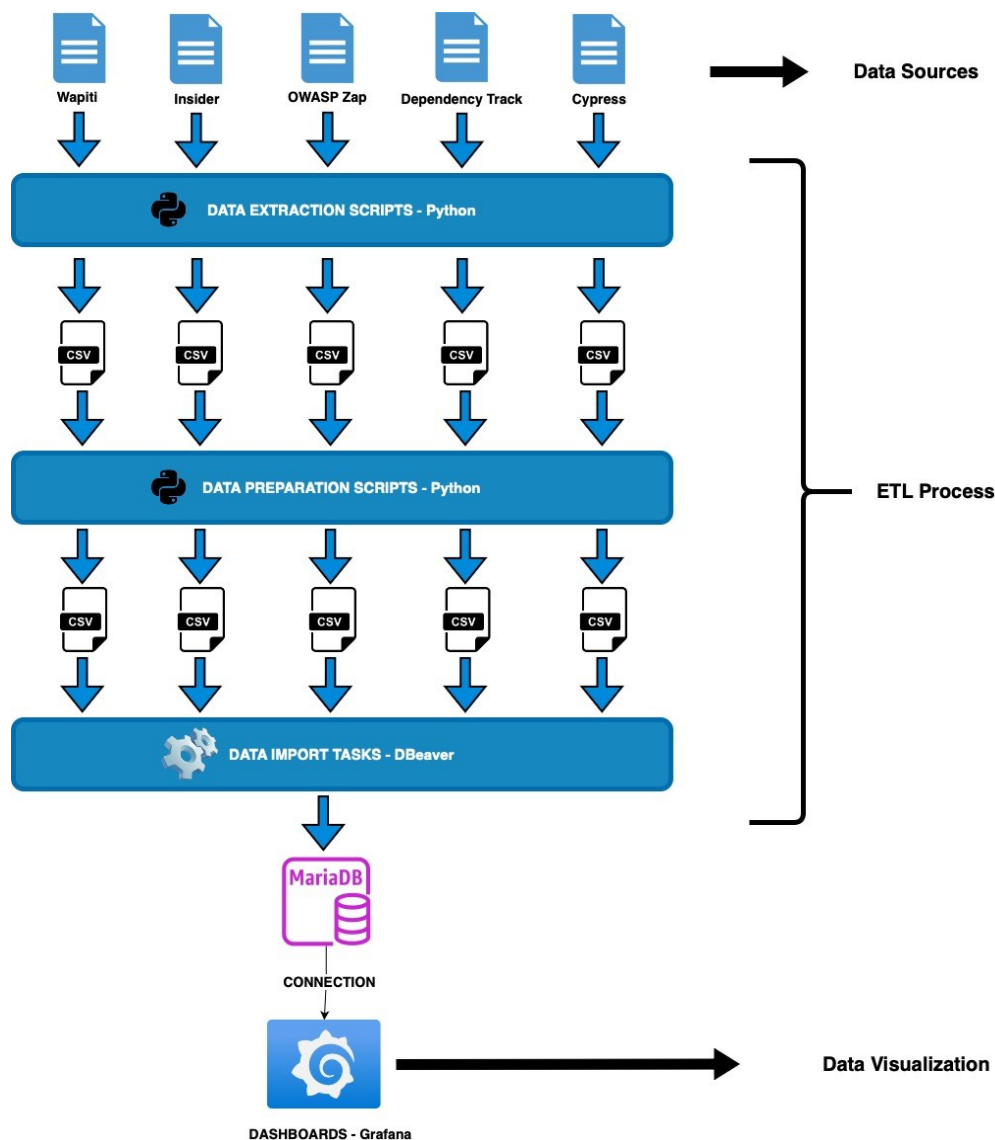 Wapiti
Insider
OWASP Zap
Dependency Track
Cypress
Data Sources
DATA EXTRACTION SCRIPTS - Python
CSV
CSV
CSV
CSV
CSV
DATA PREPARATION SCRIPTS - Python
ETL Process
CSV
CSV
CSV
CSV
CSV
DATA IMPORT TASKS - DBeaver
MariaDB
CONNECTION
Data Visualization
DASHBOARDS - Grafana